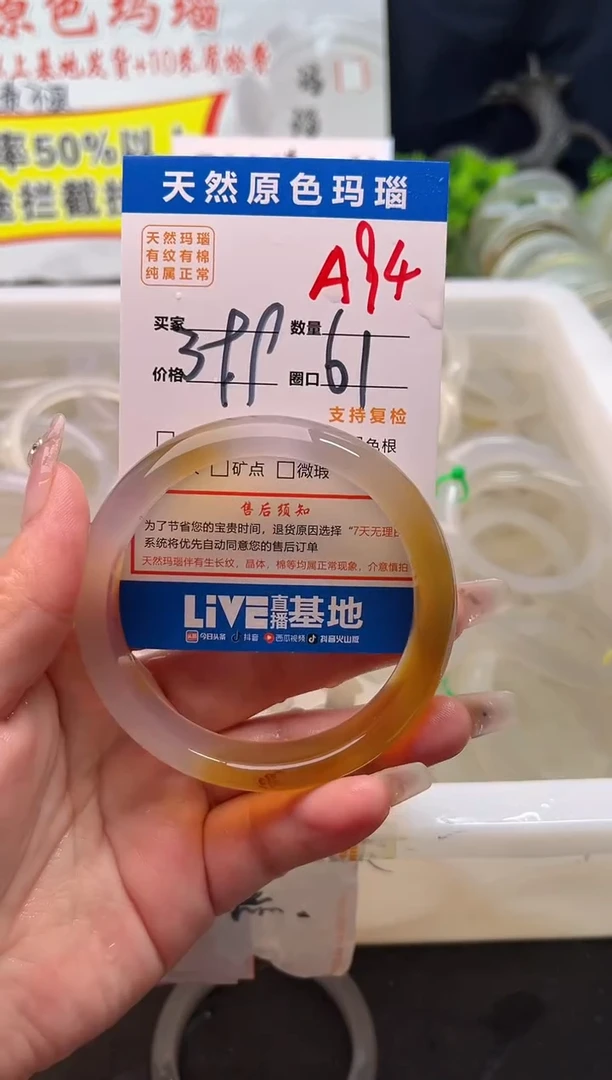 原色玛瑙
率50%以
天然原色玛瑙
天然玛瑙
有纹有棉
纯属正常
A94
买家 数量
价格 圈口 61
支持复检
色根
矿点 微瑕
售后须知
为了节省您的宝贵时间，退货原因选择“7天无理由
系统将优先自动同意您的售后订单
天然玛瑙伴有生长纹，晶体，棉等均属正常现象，介意慎拍
LiVE直播基地
今日头条 抖音 西瓜视频 抖音火山版